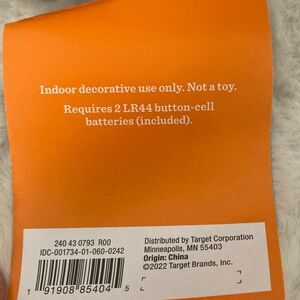 Indoor decorative use only. Not a toy.
Requires 2 LR44 button-cell
batteries (included).
240 43 0793 R00
IDC-001734-01-060-0242
1 91908 85404 5
Distributed by Target Corporation
Minneapolis, MN 55403
Origin: China
©2022 Target Brands, Inc.